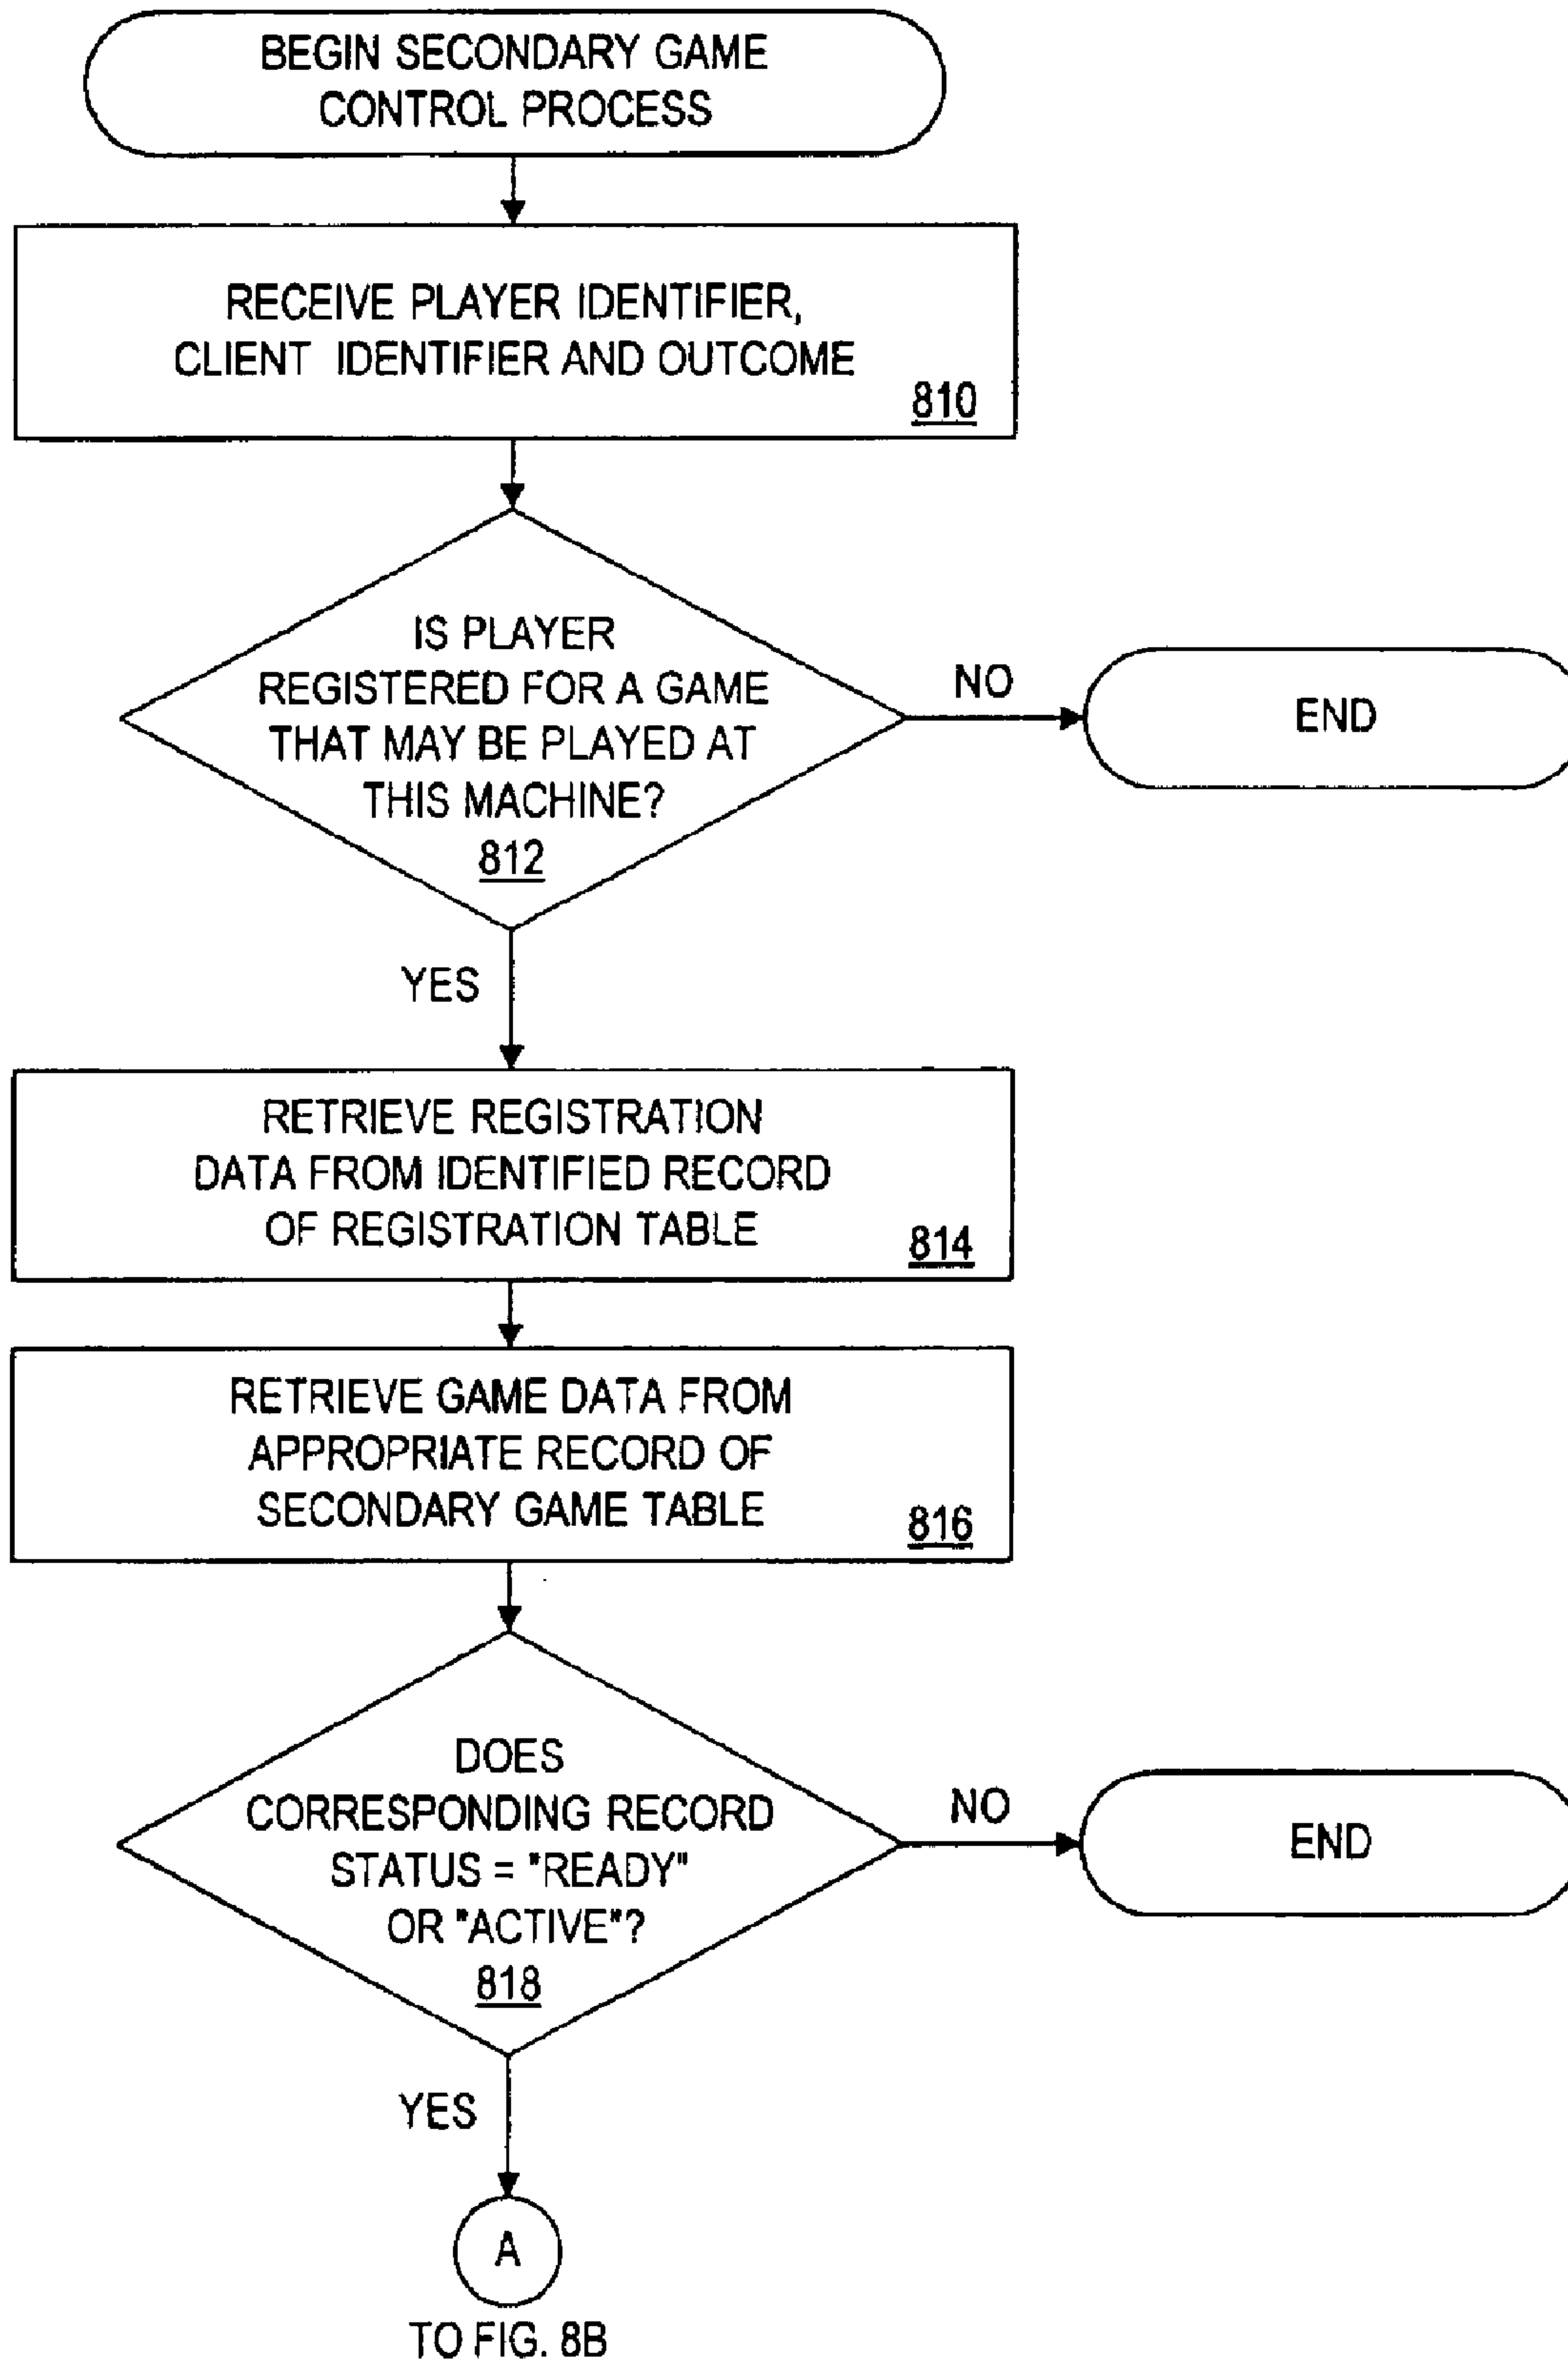 BEGIN SECONDARY GAME
CONTROL PROCESS
RECEIVE PLAYER IDENTIFIER,
CLIENT IDENTIFIER AND OUTCOME
810
IS PLAYER
REGISTERED FOR A GAME
THAT MAY BE PLAYED AT
THIS MACHINE?
812
NO
END
YES
RETRIEVE REGISTRATION
DATA FROM IDENTIFIED RECORD
OF REGISTRATION TABLE
814
RETRIEVE GAME DATA FROM
APPROPRIATE RECORD OF
SECONDARY GAME TABLE
816
DOES
CORRESPONDING RECORD
STATUS = "READY"
OR "ACTIVE"?
818
NO
END
YES
A
TO FIG. 8B